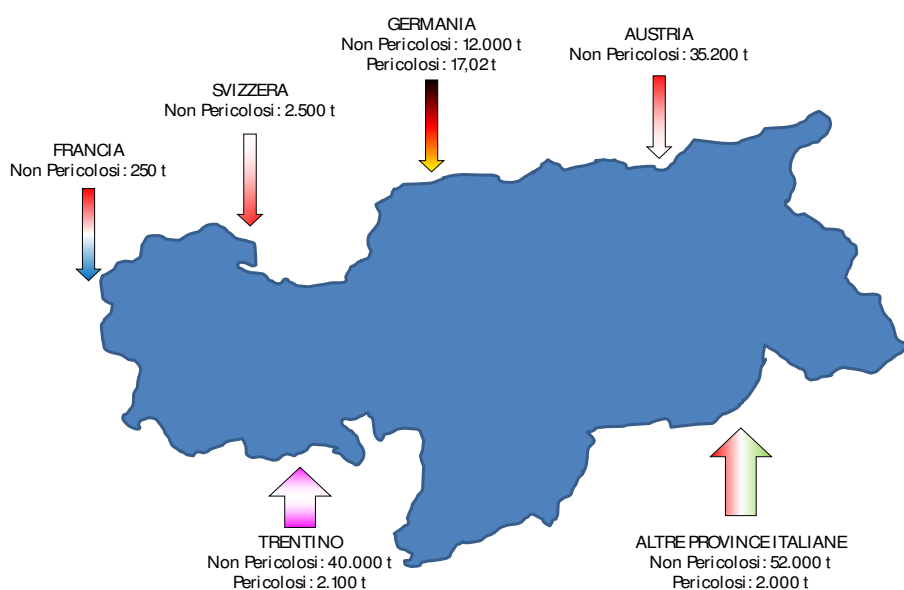 GERMANIA
Non Pericolosi: 12.000 t
Pericolosi: 17,02 t
AUSTRIA
Non Pericolosi: 35.200 t
SVIZZERA
Non Pericolosi: 2.500 t
FRANCIA
Non Pericolosi: 250 t
TRENTINO
Non Pericolosi: 40.000 t
Pericolosi: 2.100 t
ALTRE PROVINCE ITALIANE
Non Pericolosi: 52.000 t
Pericolosi: 2.000 t